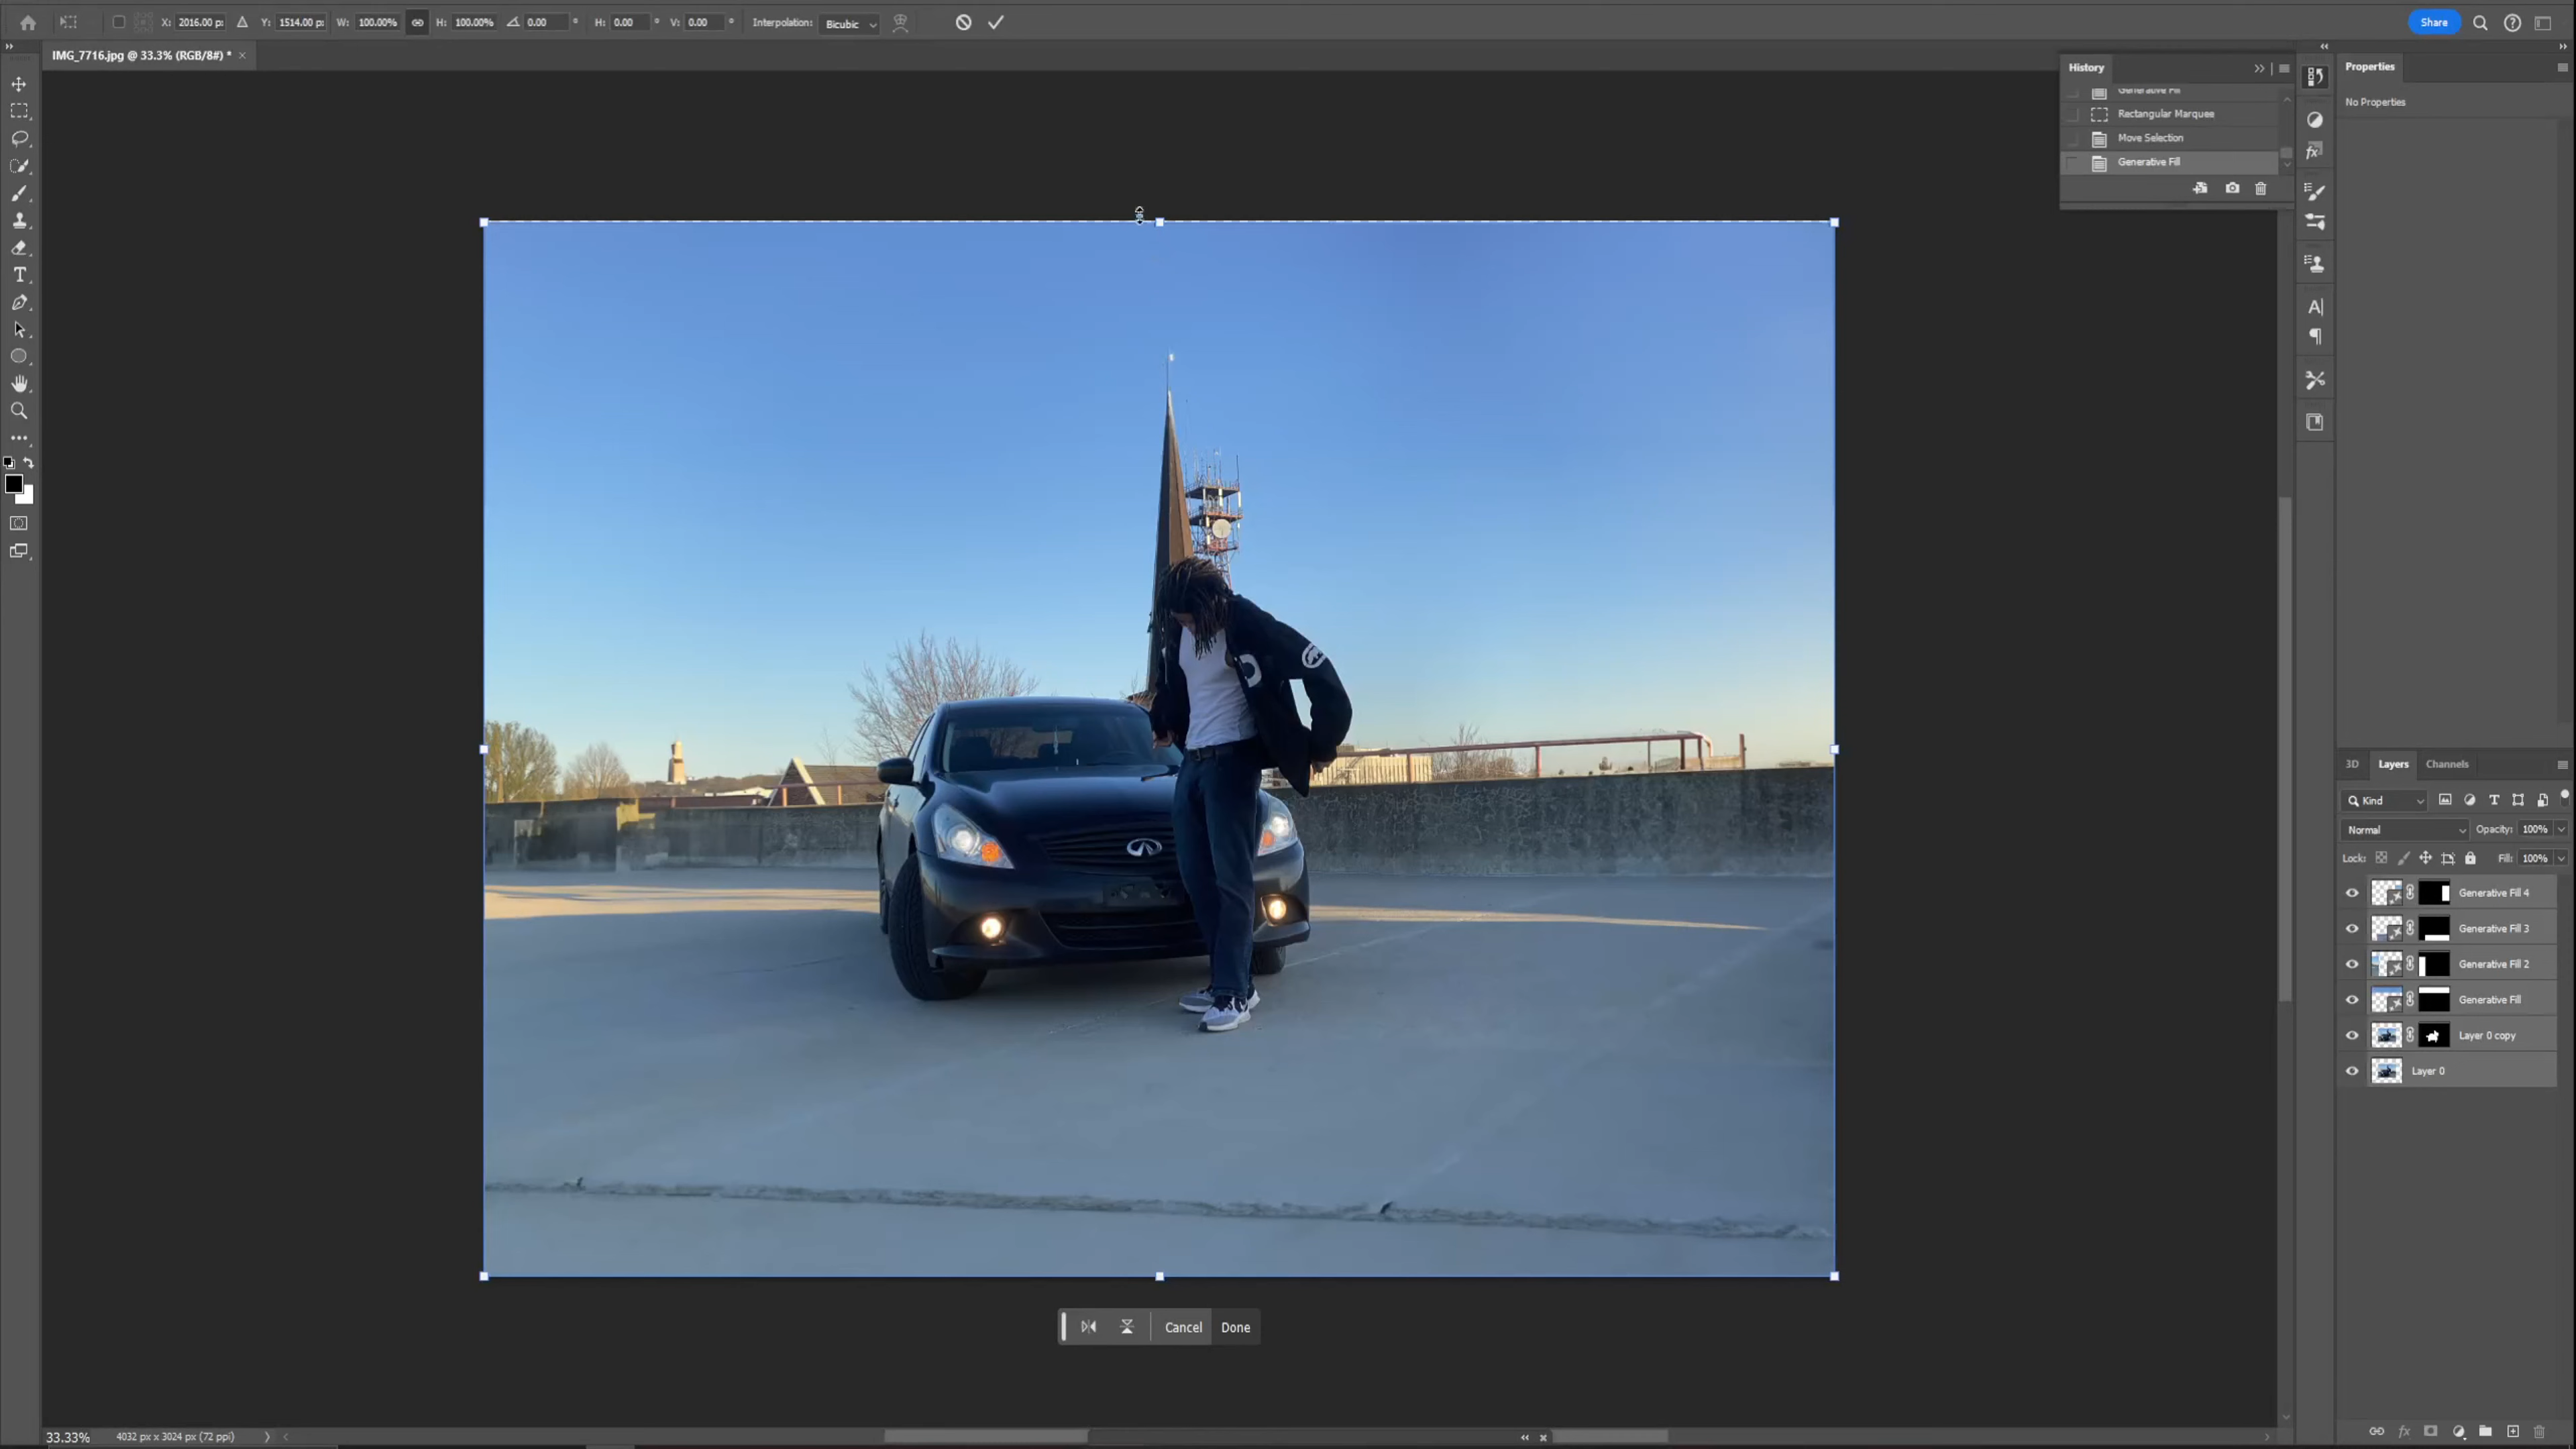 X: 2016.00 p: Y: 1514.00 p: W: 100.00% H: 100.00% 0.00 ° H: 0.00 ° V: 0.00 ° Interpolation: Bicubic Share
IMG_7716.jpg @ 33.3% (RGB/8#) *
History
Generative Fill
Rectangular Marquee
Move Selection
Generative Fill
Properties
No Properties
3D Layers Channels
Kind
Normal Opacity: 100%
Lock: Fill: 100%
Generative Fill 4
Generative Fill 3
Generative Fill 2
Generative Fill
Layer 0 copy
Layer 0
Cancel Done
33.33% 4032 px x 3024 px (72 ppi)